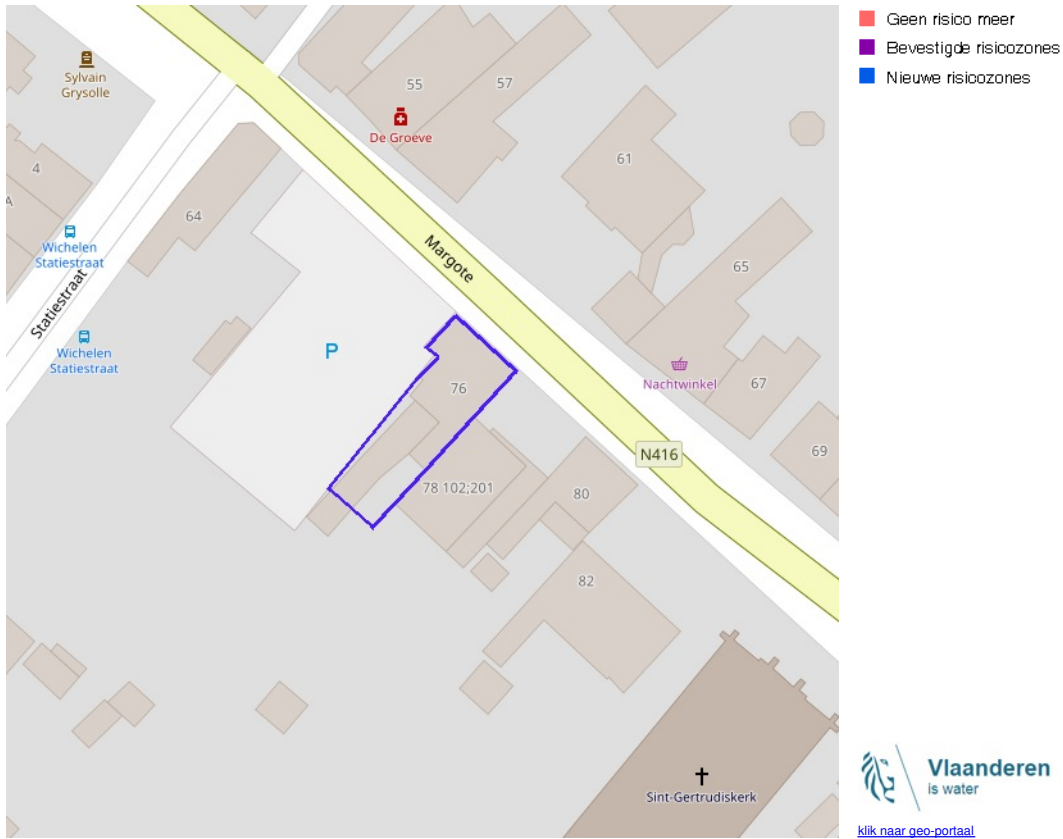 Geen risico meer
Bevestigde risicozones
Nieuwe risicozones
Sylvain
Grysolle
55
57
De Groeve
61
4
A
64
Wichelen
Statiestraat
Statiestraat
Margote
65
Wichelen
Statiestraat
P
76
Nachtwinkel
67
N416
69
78 102;201
80
82
Sint-Gertrudiskerk
Vlaanderen
is water
klik naar geo-portaal